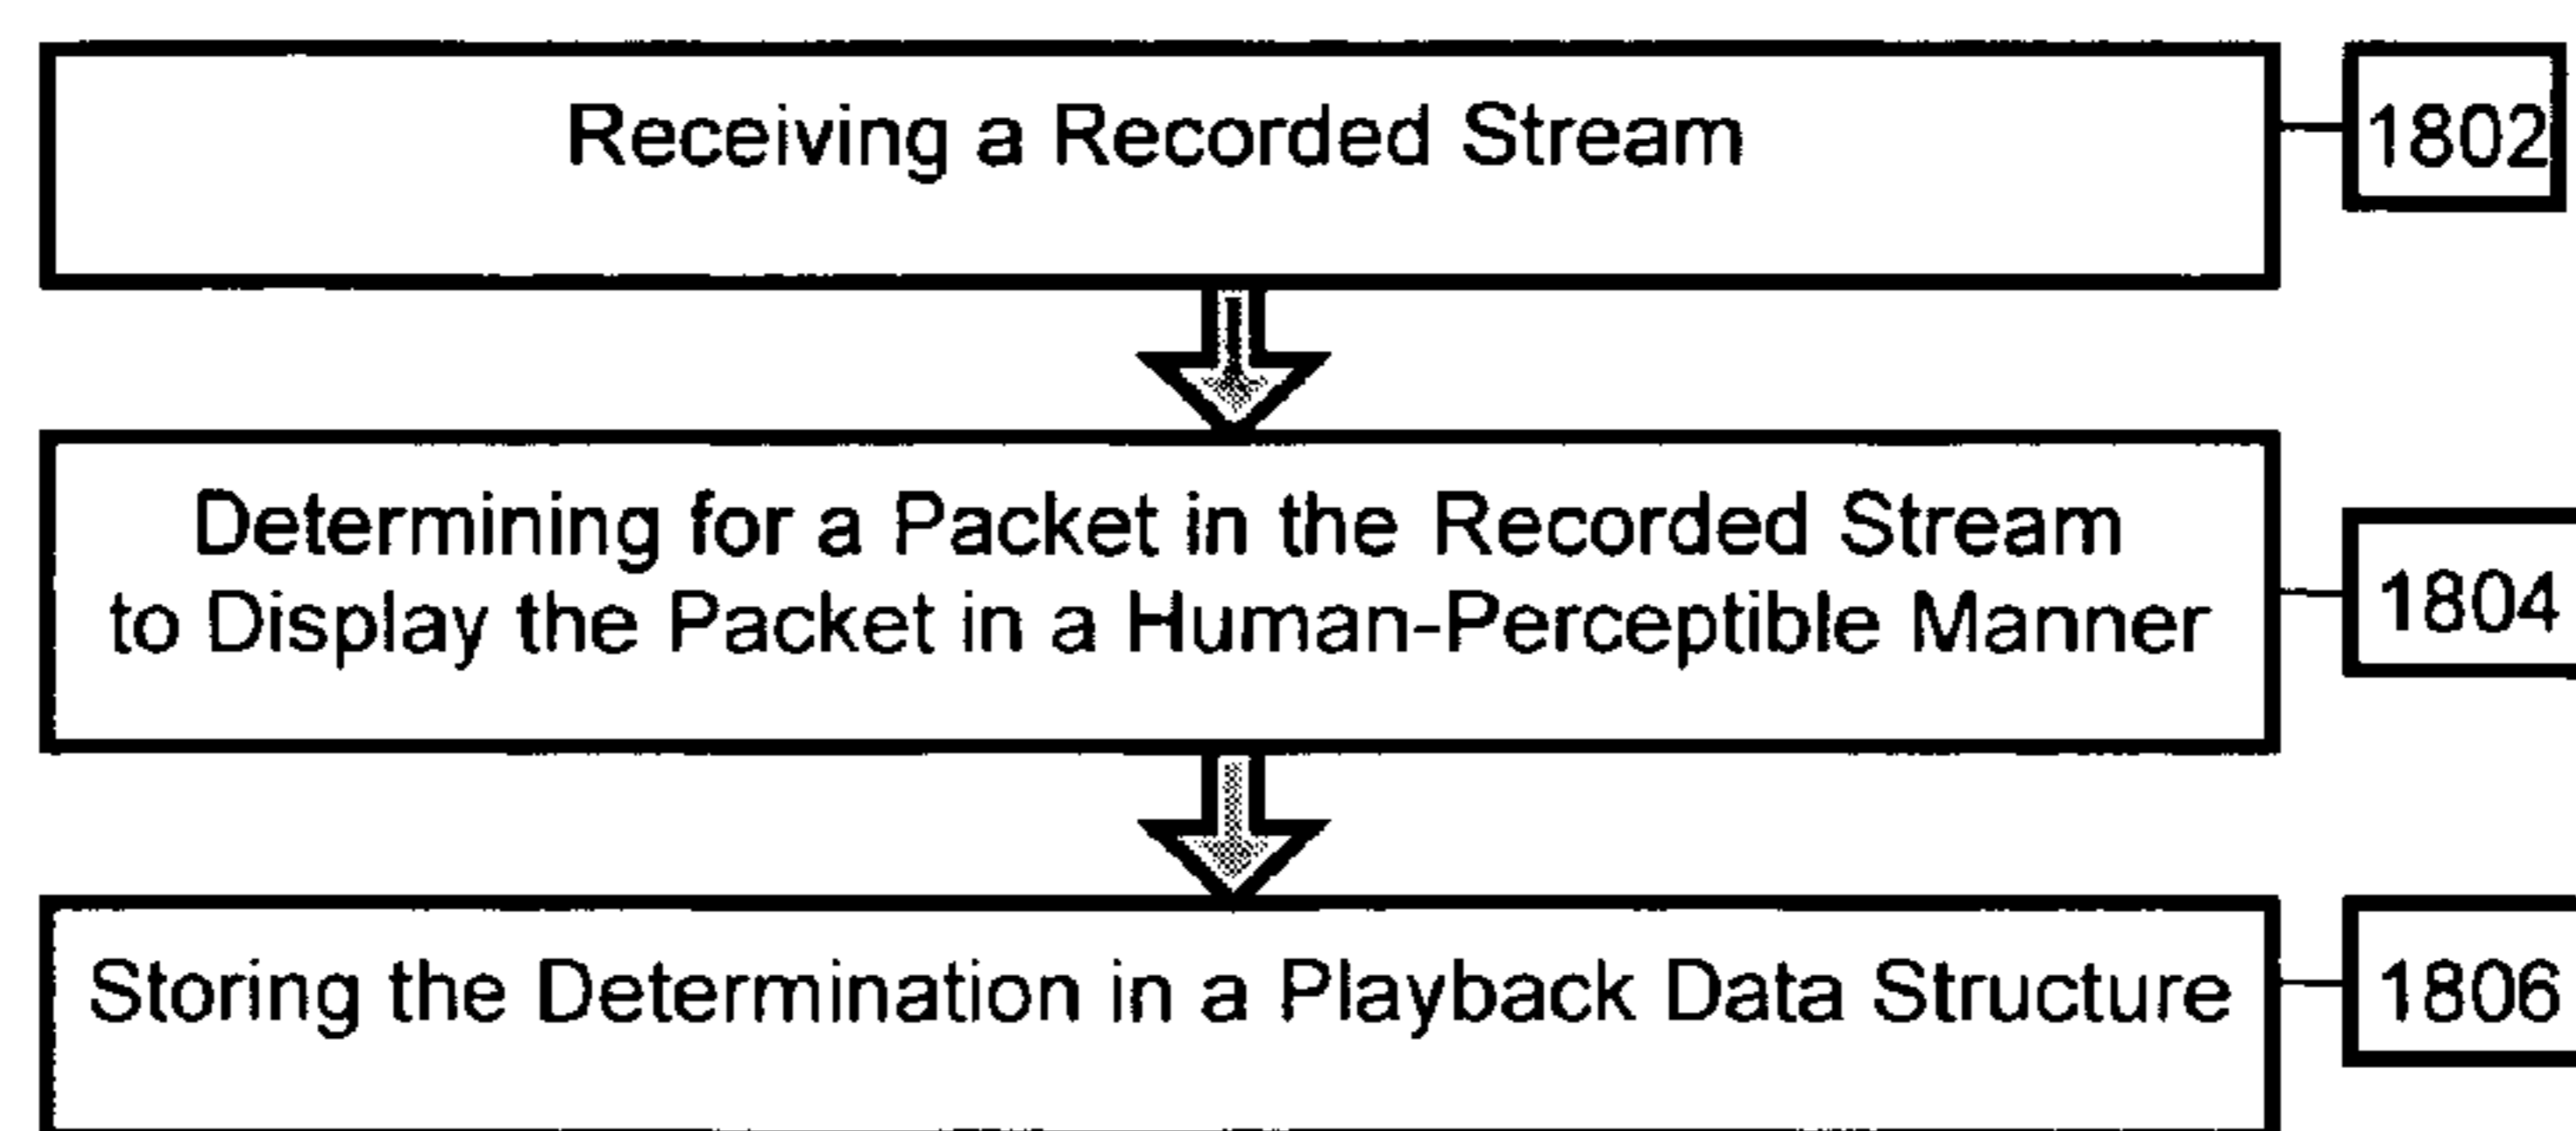 Receiving a Recorded Stream
1802
Determining for a Packet in the Recorded Stream
to Display the Packet in a Human-Perceptible Manner
1804
Storing the Determination in a Playback Data Structure
1806